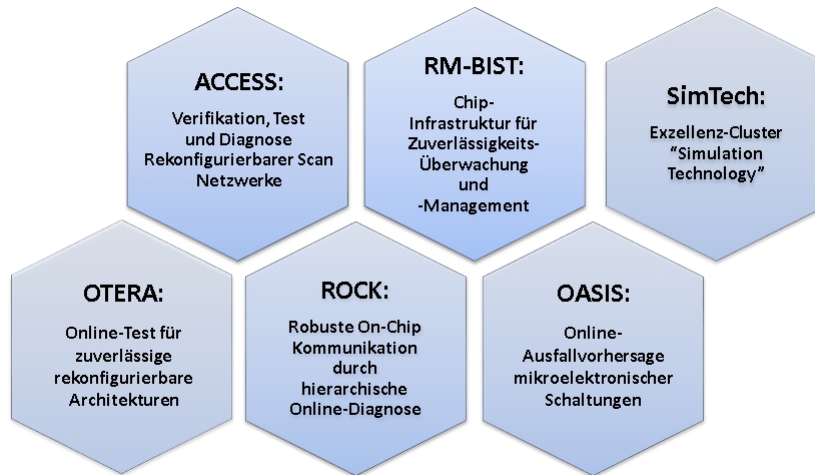 ACCESS:
Verifikation, Test
und Diagnose
Rekonfigurierbarer Scan
Netzwerke
RM-BIST:
Chip-
Infrastruktur für
Zuverlässigkeits-
Überwachung
und
-Management
SimTech:
Exzellenz-Cluster
“Simulation
Technology”
OTERA:
Online-Test für
zuverlässige
rekonfigurierbare
Architekturen
ROCK:
Robuste On-Chip
Kommunikation
durch
hierarchische
Online-Diagnose
OASIS:
Online-
Ausfallvorhersage
mikroelektronischer
Schaltungen